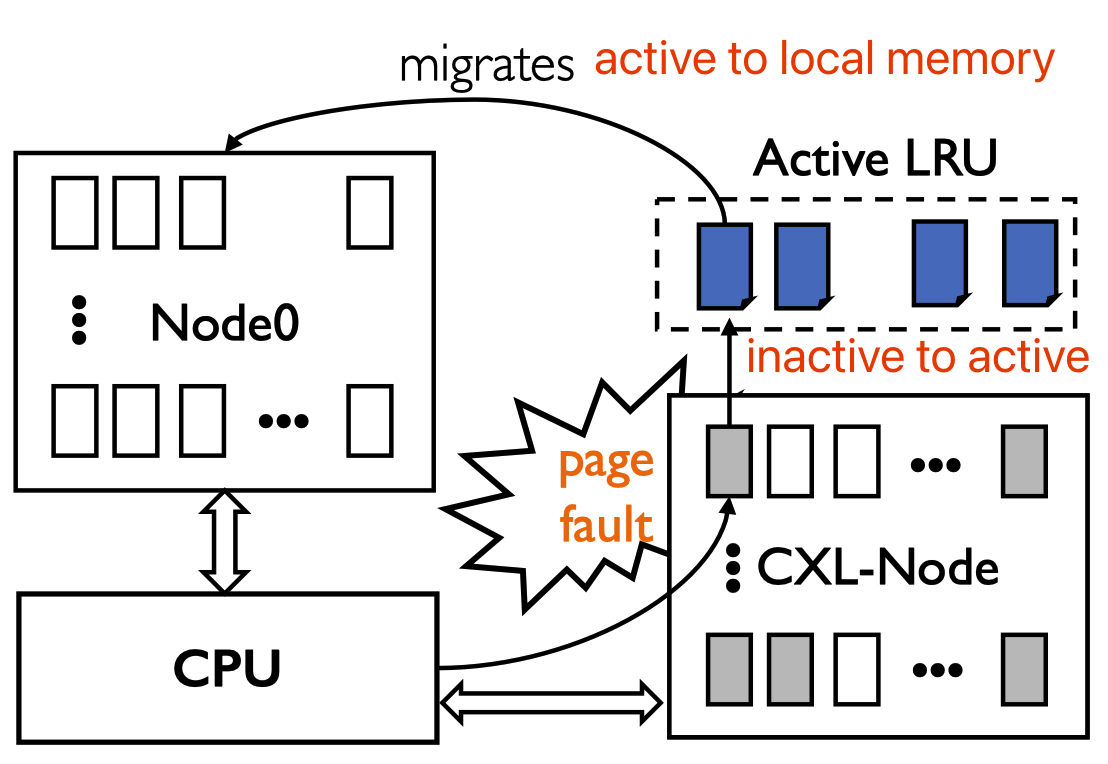 migrates active to local memory
Active LRU
Node0
inactive to active
page
fault
CXL-Node
CPU